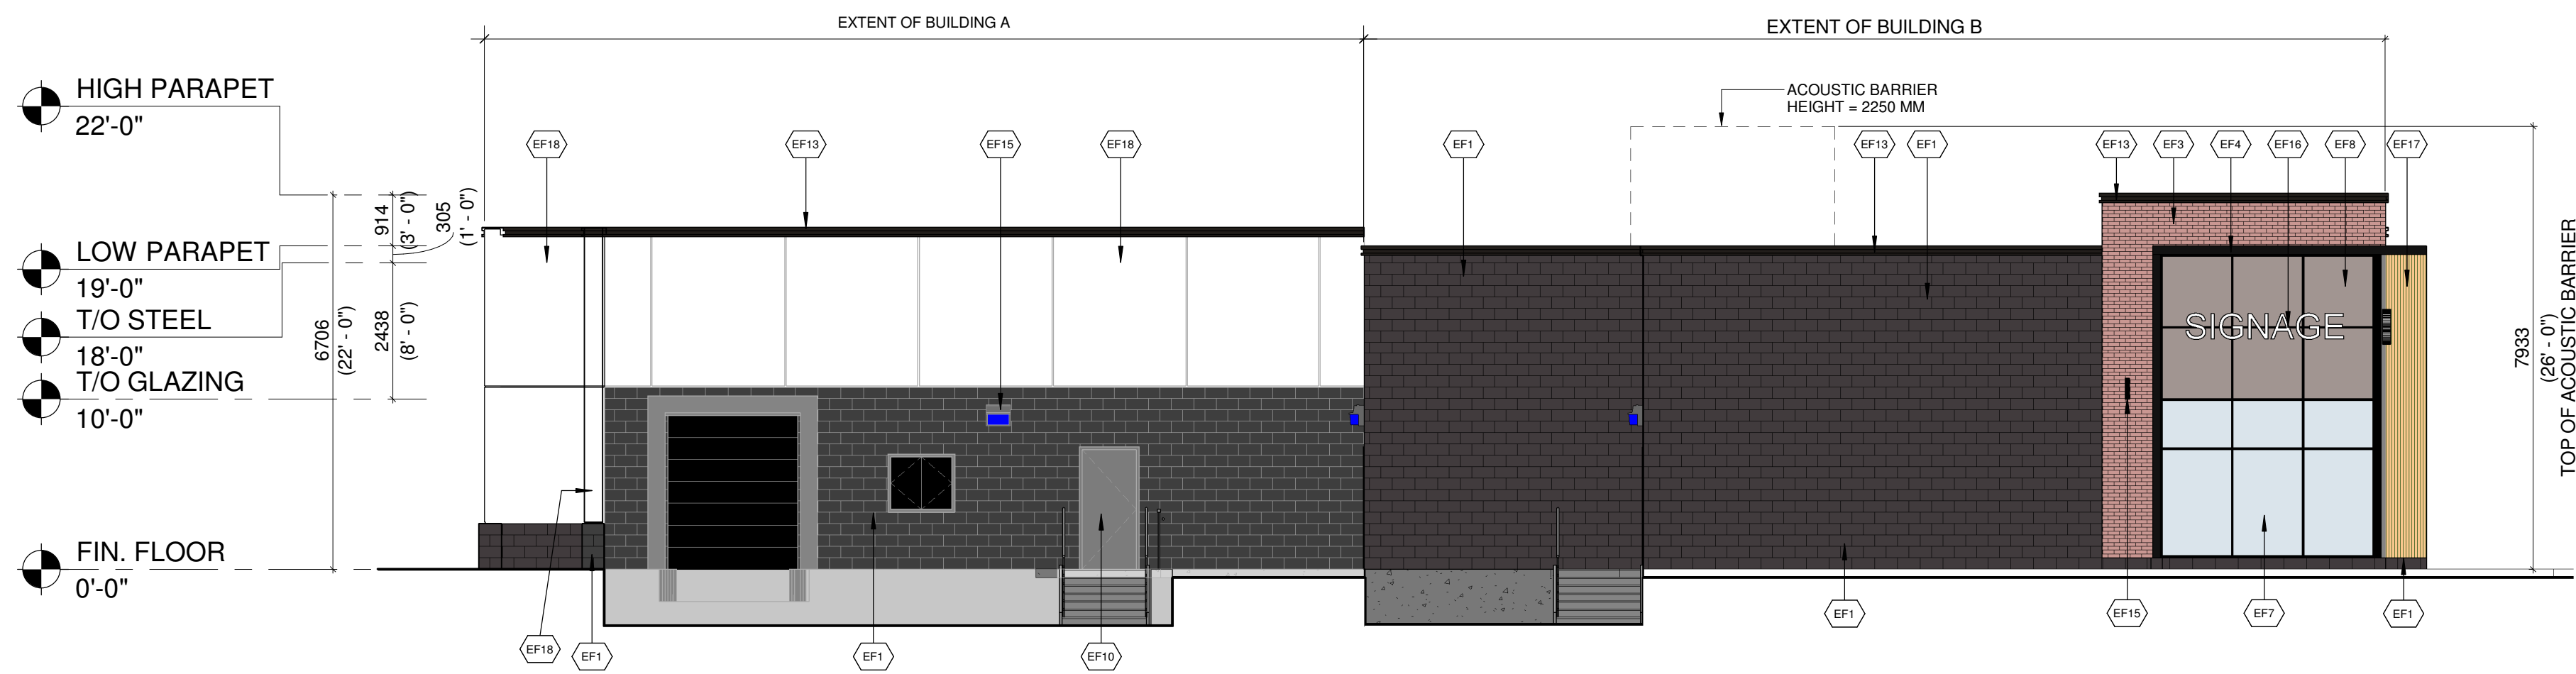 EXTENT OF BUILDING A
EXTENT OF BUILDING B
HIGH PARAPET
22'-0"
LOW PARAPET
19'-0"
T/O STEEL
18'-0"
T/O GLAZING
10'-0"
FIN. FLOOR
0'-0"
6706
(22' - 0")
914
(3' - 0")
305
(1' - 0")
2438
(8' - 0")
ACOUSTIC BARRIER
HEIGHT = 2250 MM
EF18
EF13
EF15
EF18
EF1
EF13
EF1
EF13
EF3
EF4
EF16
EF8
EF17
SIGNAGE
7933
(26' - 0")
TOP OF ACOUSTIC BARRIER
EF18
EF1
EF1
EF10
EF1
EF15
EF7
EF1